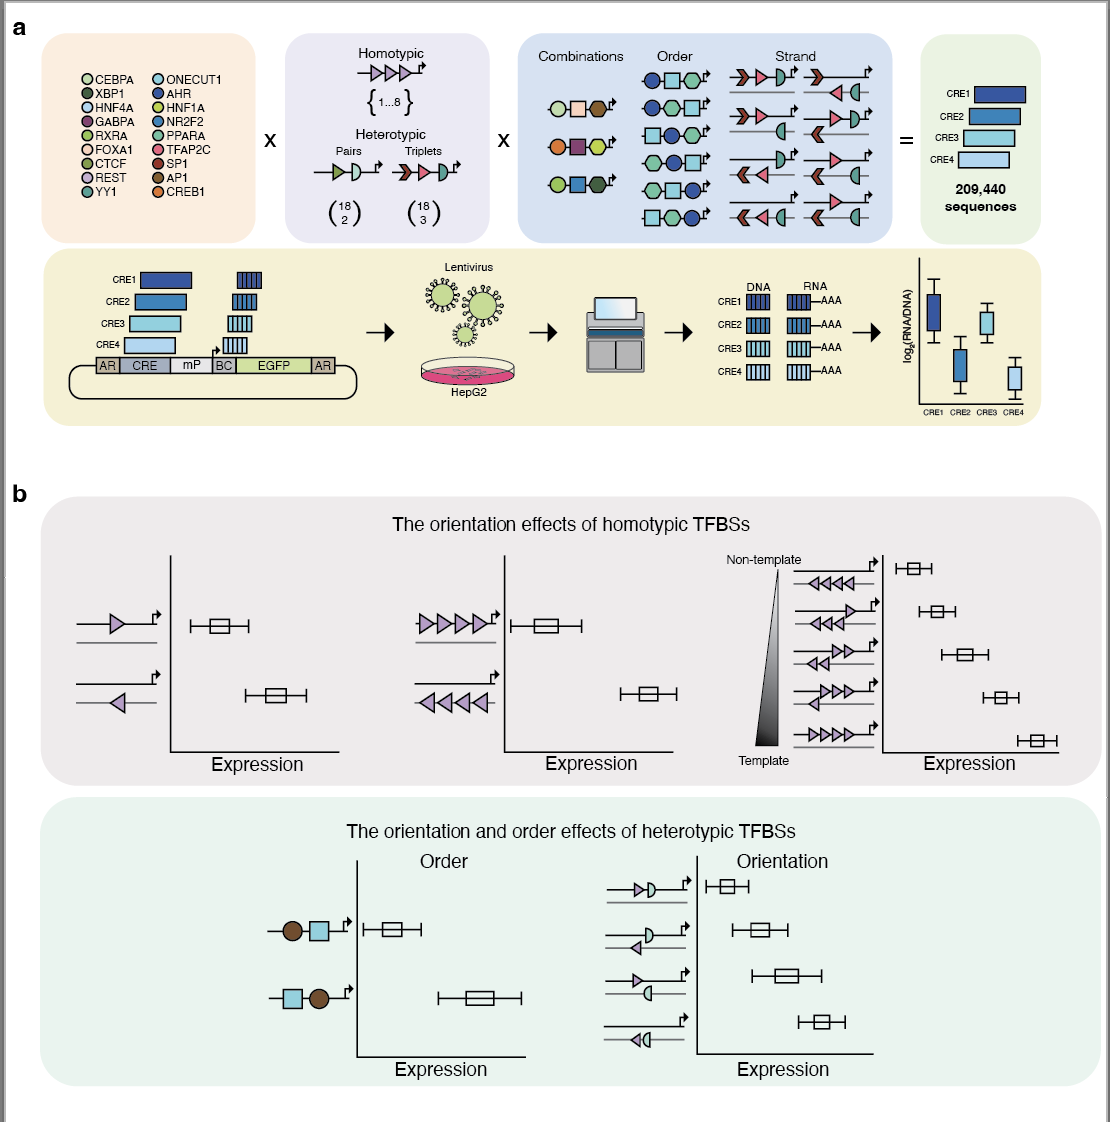 a
CEBPA
XBP1
HNF4A
GABPA
RXRA
FOXA1
CTCF
REST
YY1
ONECUT1
AHR
HNF1A
NR2F2
PPARA
TFAP2C
SP1
AP1
CREB1
X
Homotypic
{1...8}
Heterotypic
Pairs
Triplets
(18
2)
(18
3)
X
Combinations
Order
Strand
=
CRE1
CRE2
CRE3
CRE4
209,440
sequences
CRE1
CRE2
CRE3
CRE4
AR
CRE
mP
BC
EGFP
AR
Lentivirus
HepG2
DNA
RNA
CRE1
AAA
CRE2
AAA
CRE3
AAA
CRE4
AAA
log2(RNA/DNA)
CRE1
CRE2
CRE3
CRE4
b
The orientation effects of homotypic TFBSs
Expression
Expression
Non-template
Template
Expression
The orientation and order effects of heterotypic TFBSs
Order
Expression
Orientation
Expression